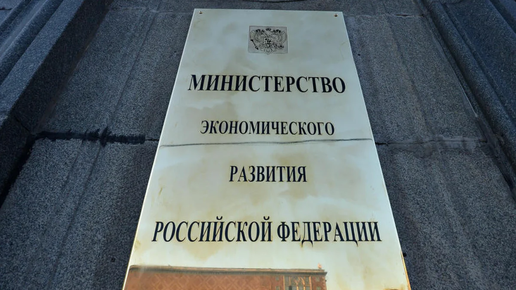 МИНИСТЕРСТВО
ЭКОНОМИЧЕСКОГО
РАЗВИТИЯ
РОССИЙСКОЙ ФЕДЕРАЦИИ